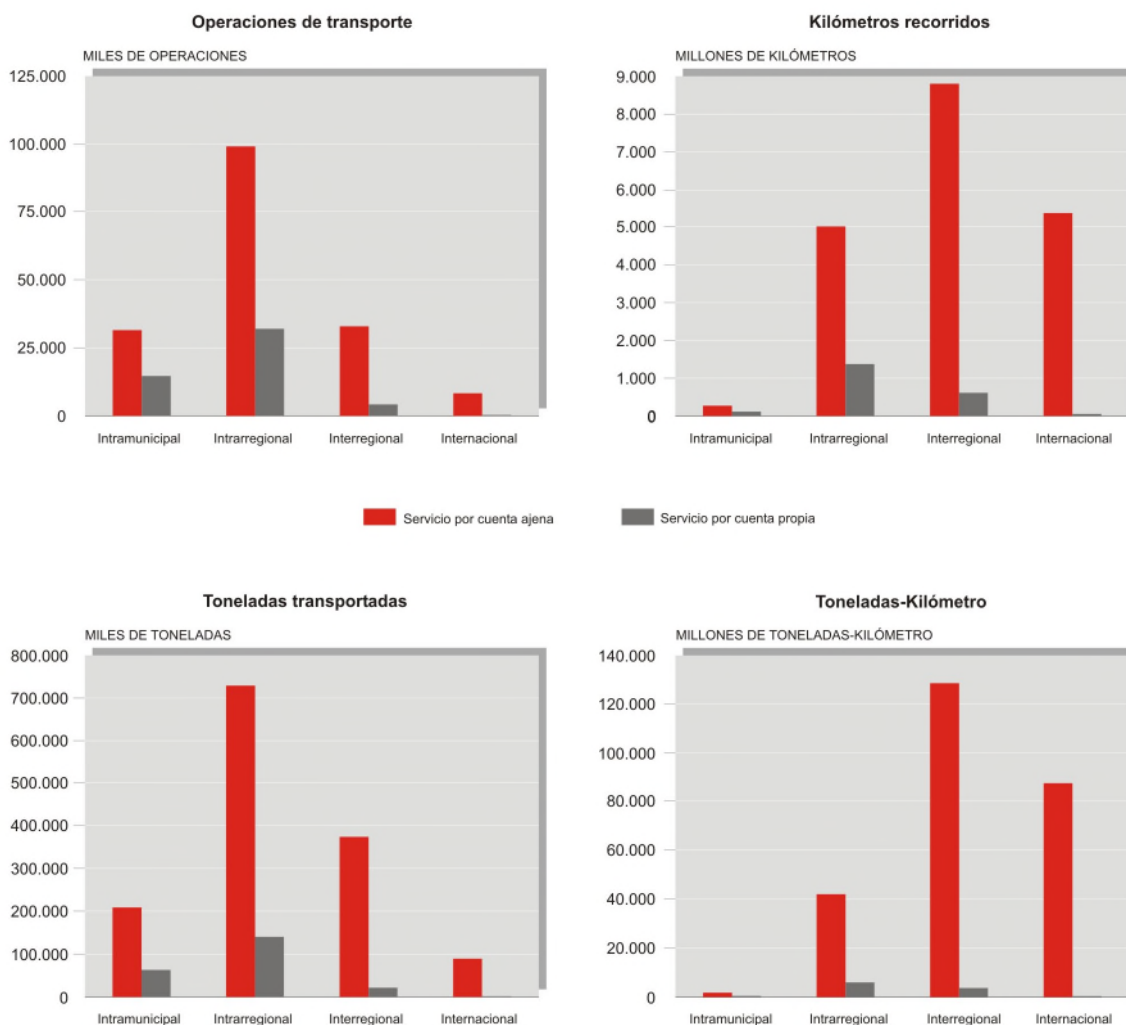 Operaciones de transporte
MILES DE OPERACIONES
125.000
100.000
75.000
50.000
25.000
0
Intramunicipal Intrarregional Interregional Internacional
Kilómetros recorridos
MILLONES DE KILÓMETROS
9.000
8.000
7.000
6.000
5.000
4.000
3.000
2.000
1.000
0
Intramunicipal Intrarregional Interregional Internacional
Servicio por cuenta ajena
Servicio por cuenta propia
Toneladas transportadas
MILES DE TONELADAS
800.000
700.000
600.000
500.000
400.000
300.000
200.000
100.000
0
Intramunicipal Intrarregional Interregional Internacional
Toneladas-Kilómetro
MILLONES DE TONELADAS-KILÓMETRO
140.000
120.000
100.000
80.000
60.000
40.000
20.000
0
Intramunicipal Intrarregional Interregional Internacional